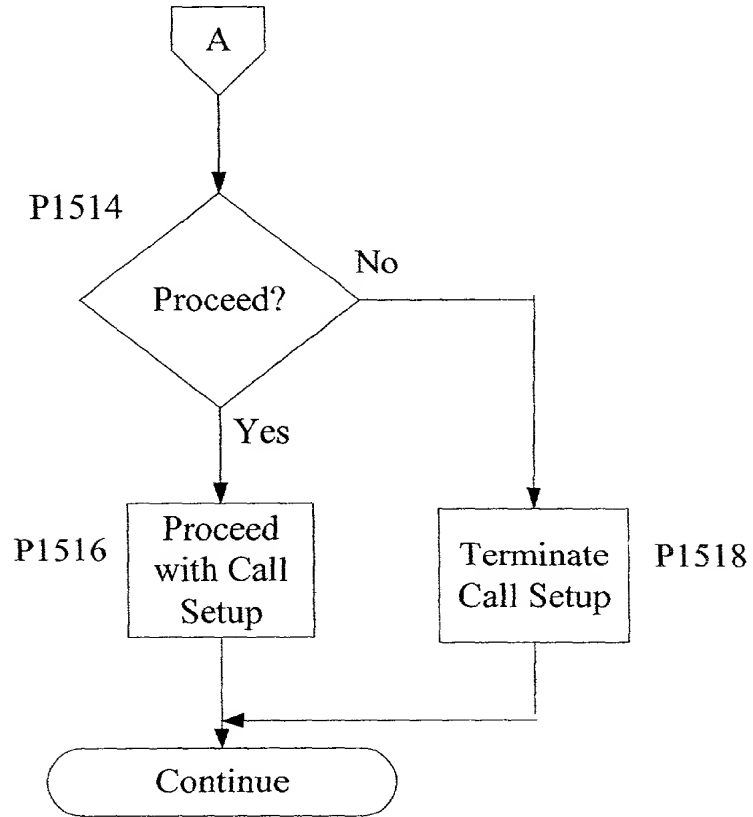 A
P1514
Proceed?
No
Yes
P1516
Proceed
with Call
Setup
Terminate
Call Setup
P1518
Continue